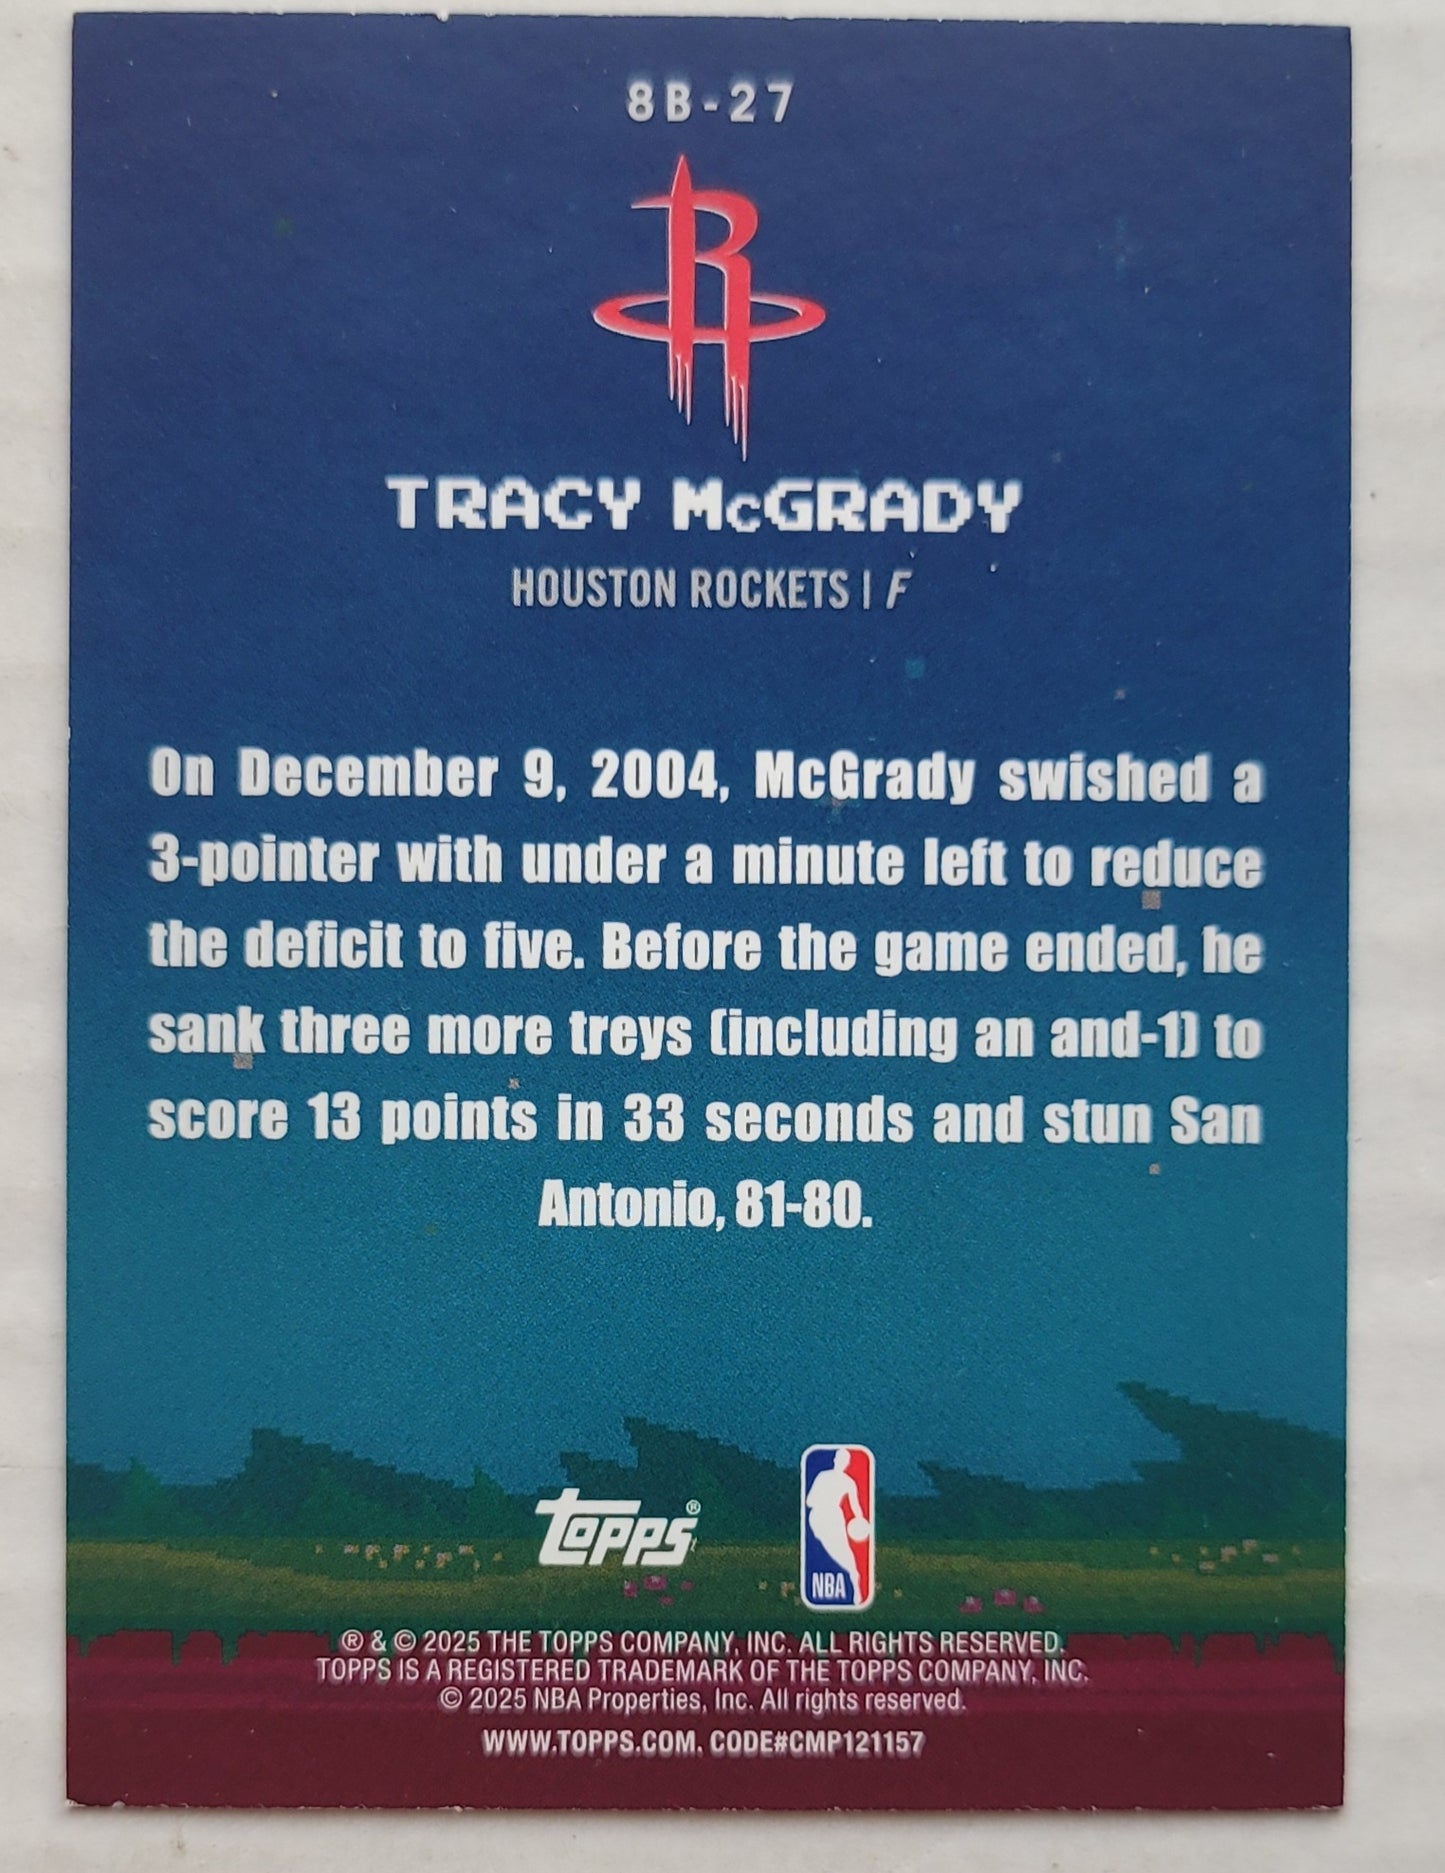 8B-27
TRACY McGRADY
HOUSTON ROCKETS | F
On December 9, 2004, McGrady swished a
3-pointer with under a minute left to reduce
the deficit to five. Before the game ended, he
sank three more treys (including an and-1) to
score 13 points in 33 seconds and stun San
Antonio, 81-80.
Topps®
NBA
® & © 2025 THE TOPPS COMPANY, INC. ALL RIGHTS RESERVED.
TOPPS IS A REGISTERED TRADEMARK OF THE TOPPS COMPANY, INC.
© 2025 NBA Properties, Inc. All rights reserved.
WWW.TOPPS.COM. CODE#CMP121157